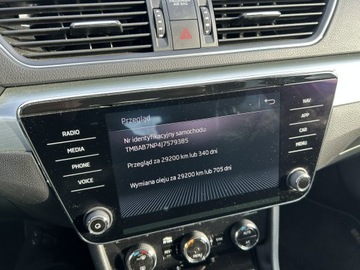 Przegląd
Nr identyfikacyjny samochodu
TMBAB7NP4J7579385
Przegląd za 29200 km lub 340 dni
Wymiana oleju za 29200 km lub 705 dni
RADIO
MEDIA
PHONE
VOICE
NAV
APP
CAR
MENU